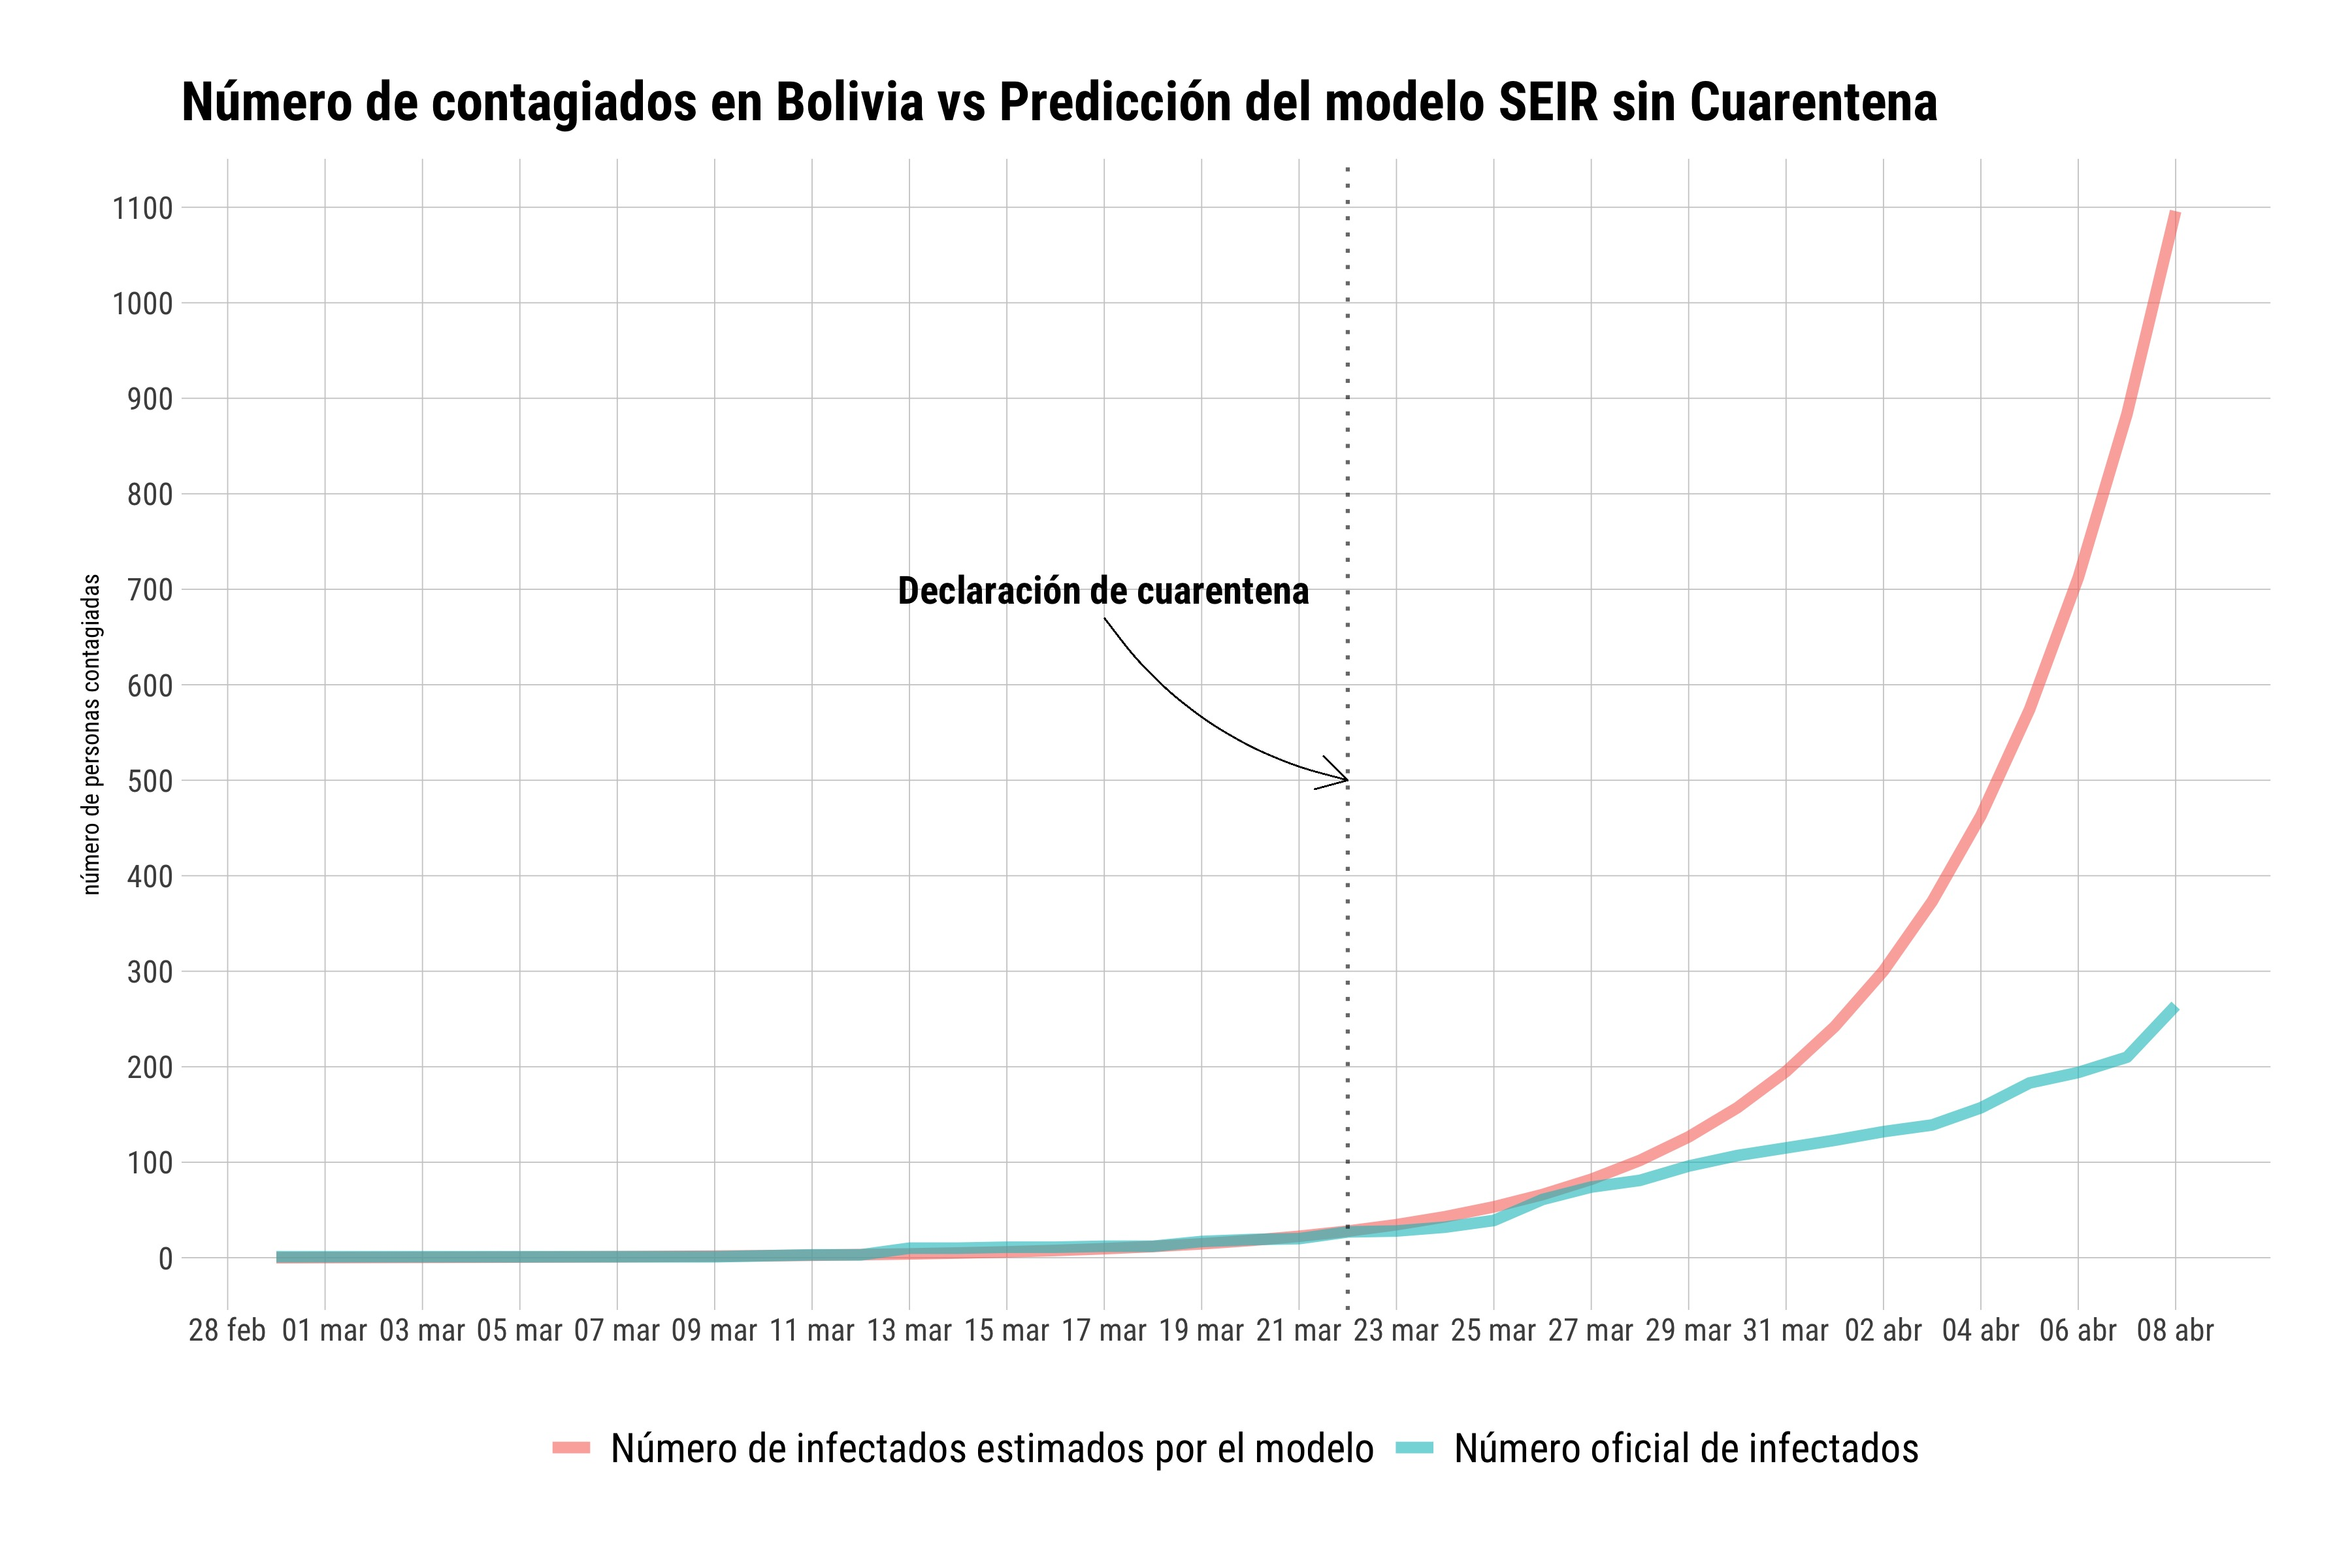 Número de contagiados en Bolivia vs Predicción del modelo SEIR sin Cuarentena
número de personas contagiadas
1100
1000
900
800
700
600
500
400
300
200
100
0
Declaración de cuarentena
28 feb 01 mar 03 mar 05 mar 07 mar 09 mar 11 mar 13 mar 15 mar 17 mar 19 mar 21 mar 23 mar 25 mar 27 mar 29 mar 31 mar 02 abr 04 abr 06 abr 08 abr
Número de infectados estimados por el modelo Número oficial de infectados